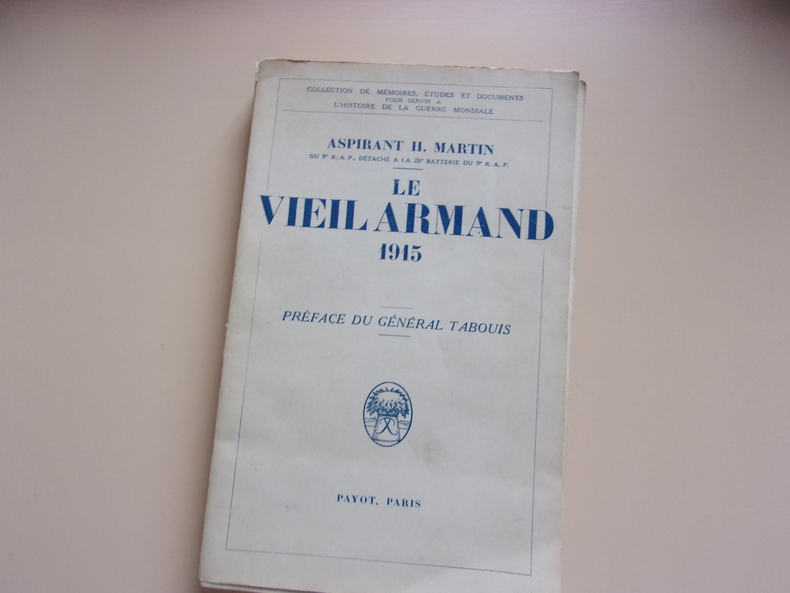 COLLECTION DE MÉMOIRES, ÉTUDES ET DOCUMENTS
POUR SERVIR A
L'HISTOIRE DE LA GUERRE MONDIALE
ASPIRANT H. MARTIN
DU 8e R. A. P., DÉTACHÉ A LA 26e BATTERIE DU 9e R. A. P.
LE
VIEIL ARMAND
1915
PRÉFACE DU GÉNÉRAL TABOUIS
PAYOT, PARIS